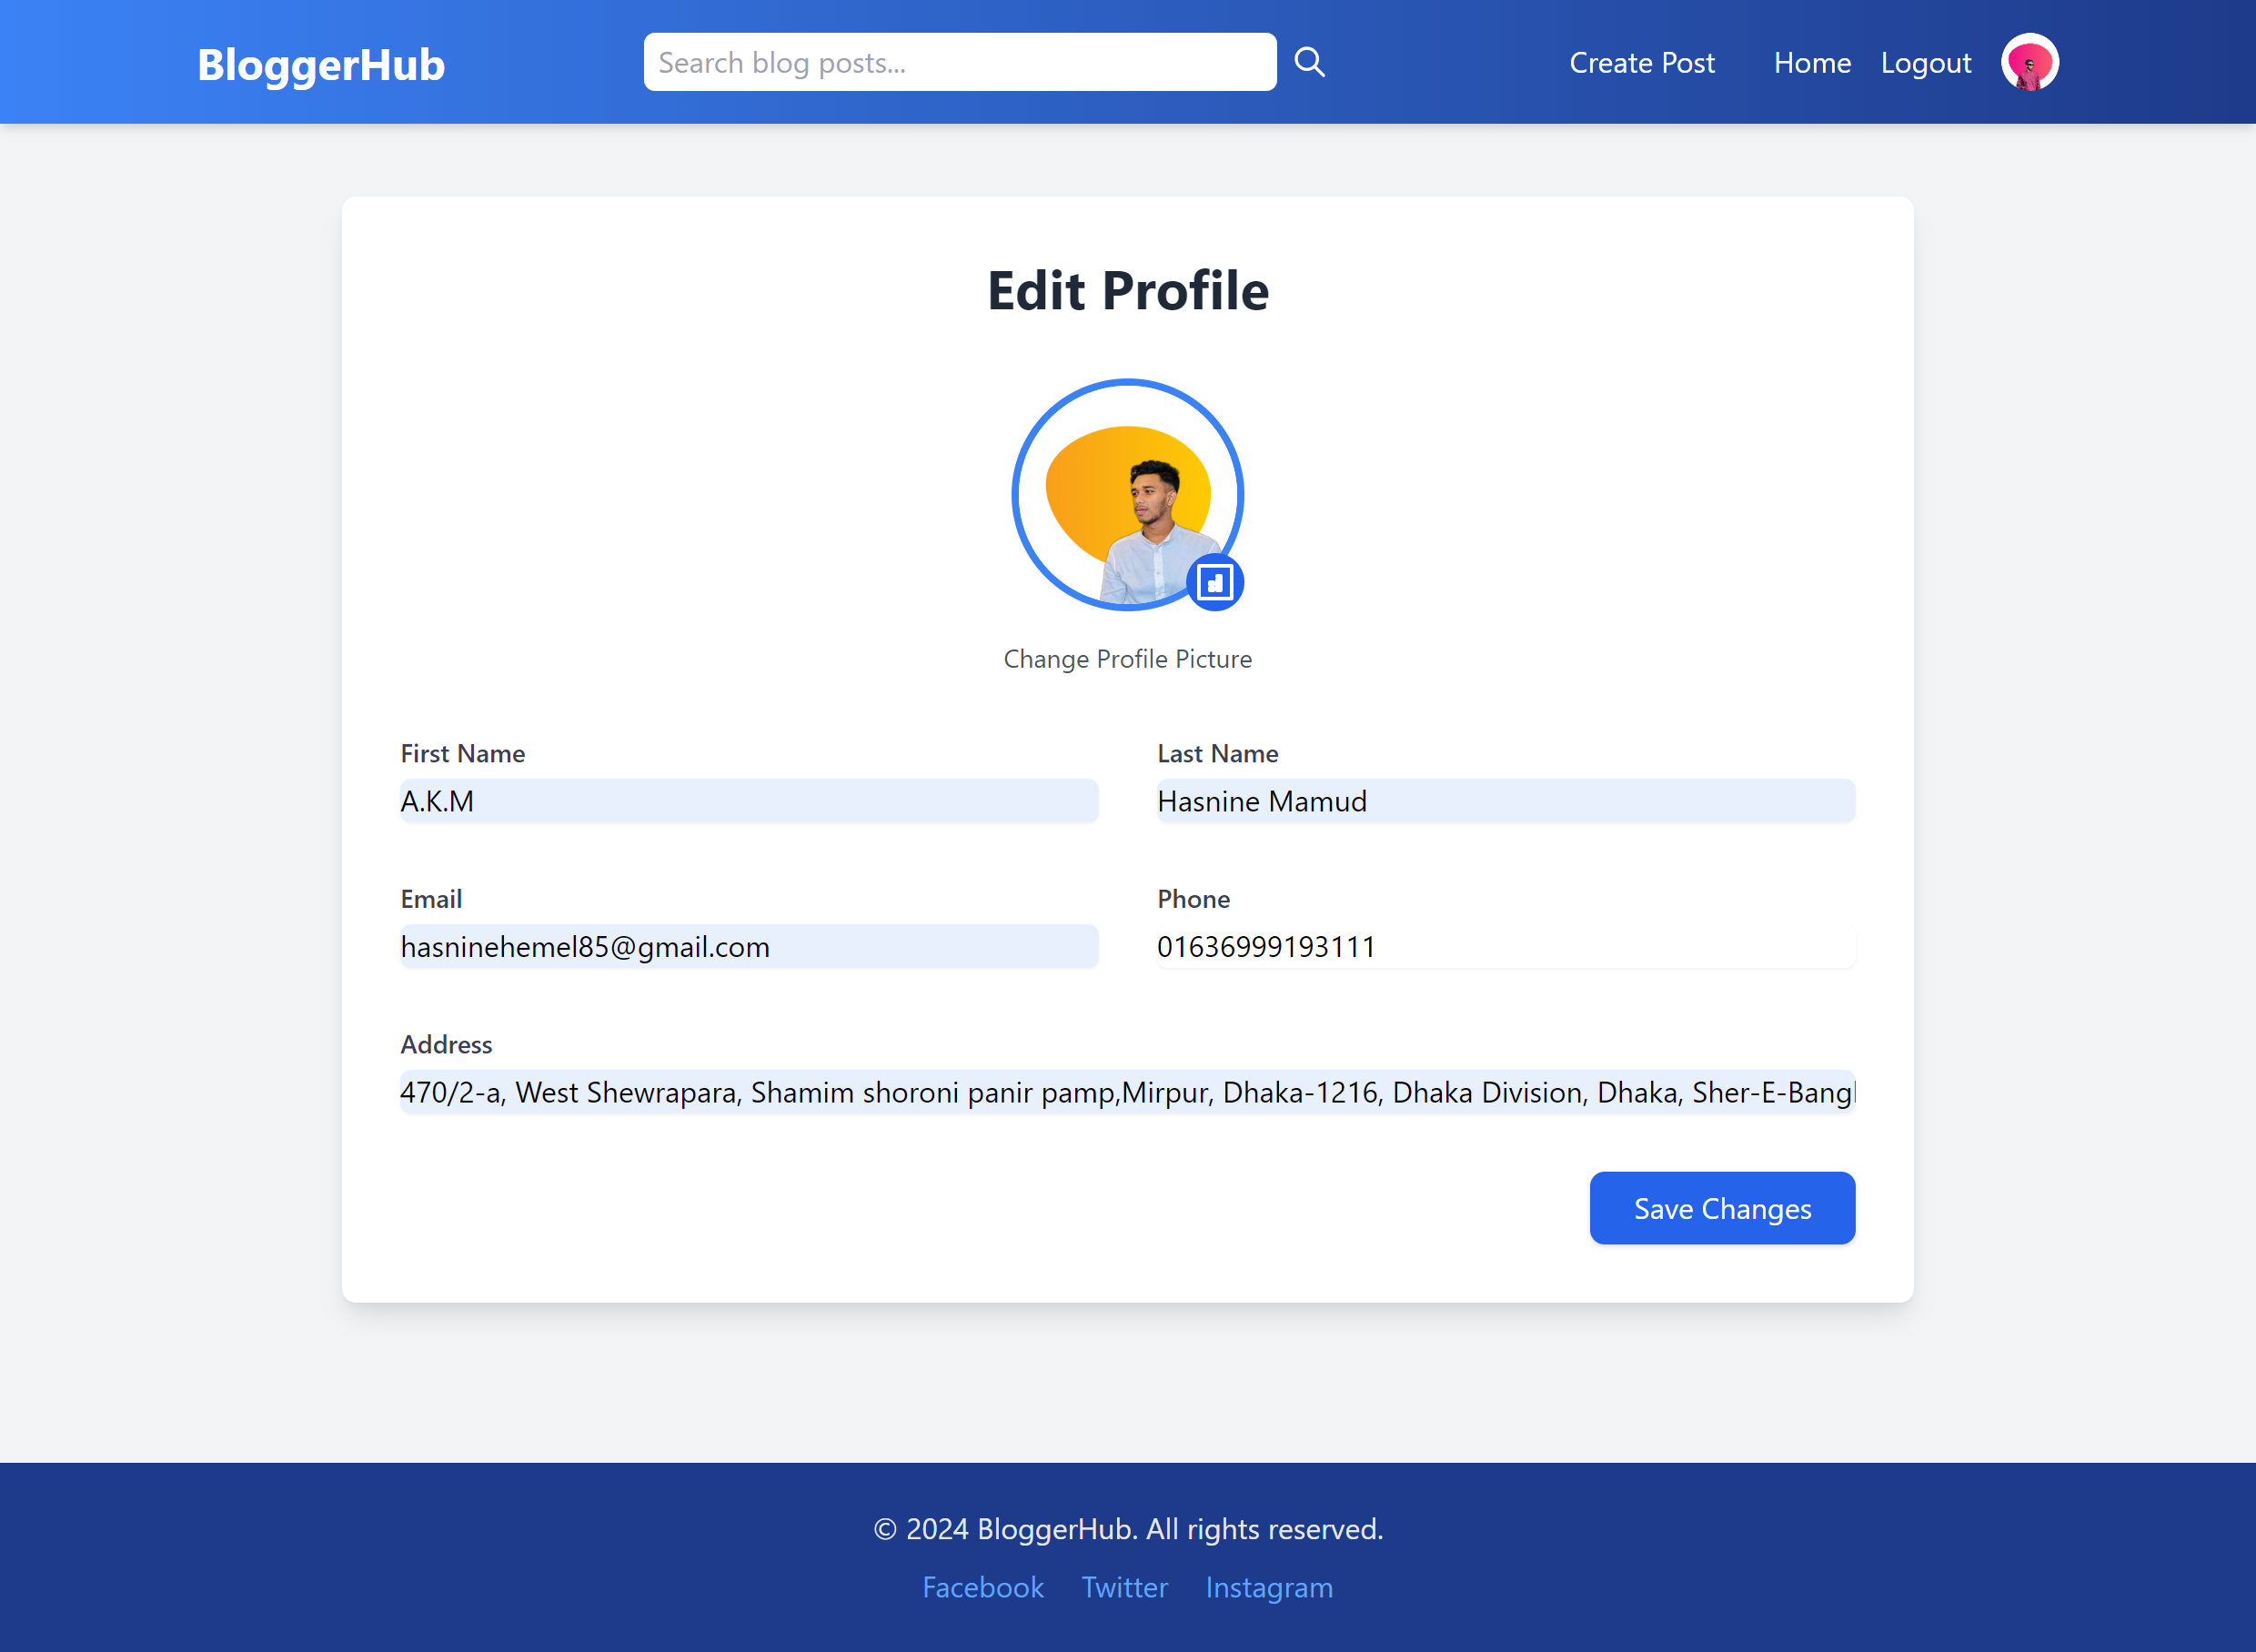 BloggerHub
Search blog posts...
Create Post Home Logout
Edit Profile
Change Profile Picture
First Name Last Name
A.K.M Hasnine Mamud
Email Phone
hasninehemel85@gmail.com 01636999193111
Address
470/2-a, West Shewrapara, Shamim shoroni panir pamp,Mirpur, Dhaka-1216, Dhaka Division, Dhaka, Sher-E-Bangl
Save Changes
© 2024 BloggerHub. All rights reserved.
Facebook Twitter Instagram